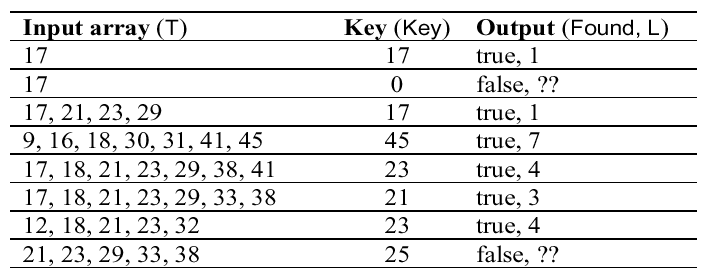 Input array (T) Key (Key) Output (Found, L)
17 17 true, 1
17 0 false, ??
17, 21, 23, 29 17 true, 1
9, 16, 18, 30, 31, 41, 45 45 true, 7
17, 18, 21, 23, 29, 38, 41 23 true, 4
17, 18, 21, 23, 29, 33, 38 21 true, 3
12, 18, 21, 23, 32 23 true, 4
21, 23, 29, 33, 38 25 false, ??